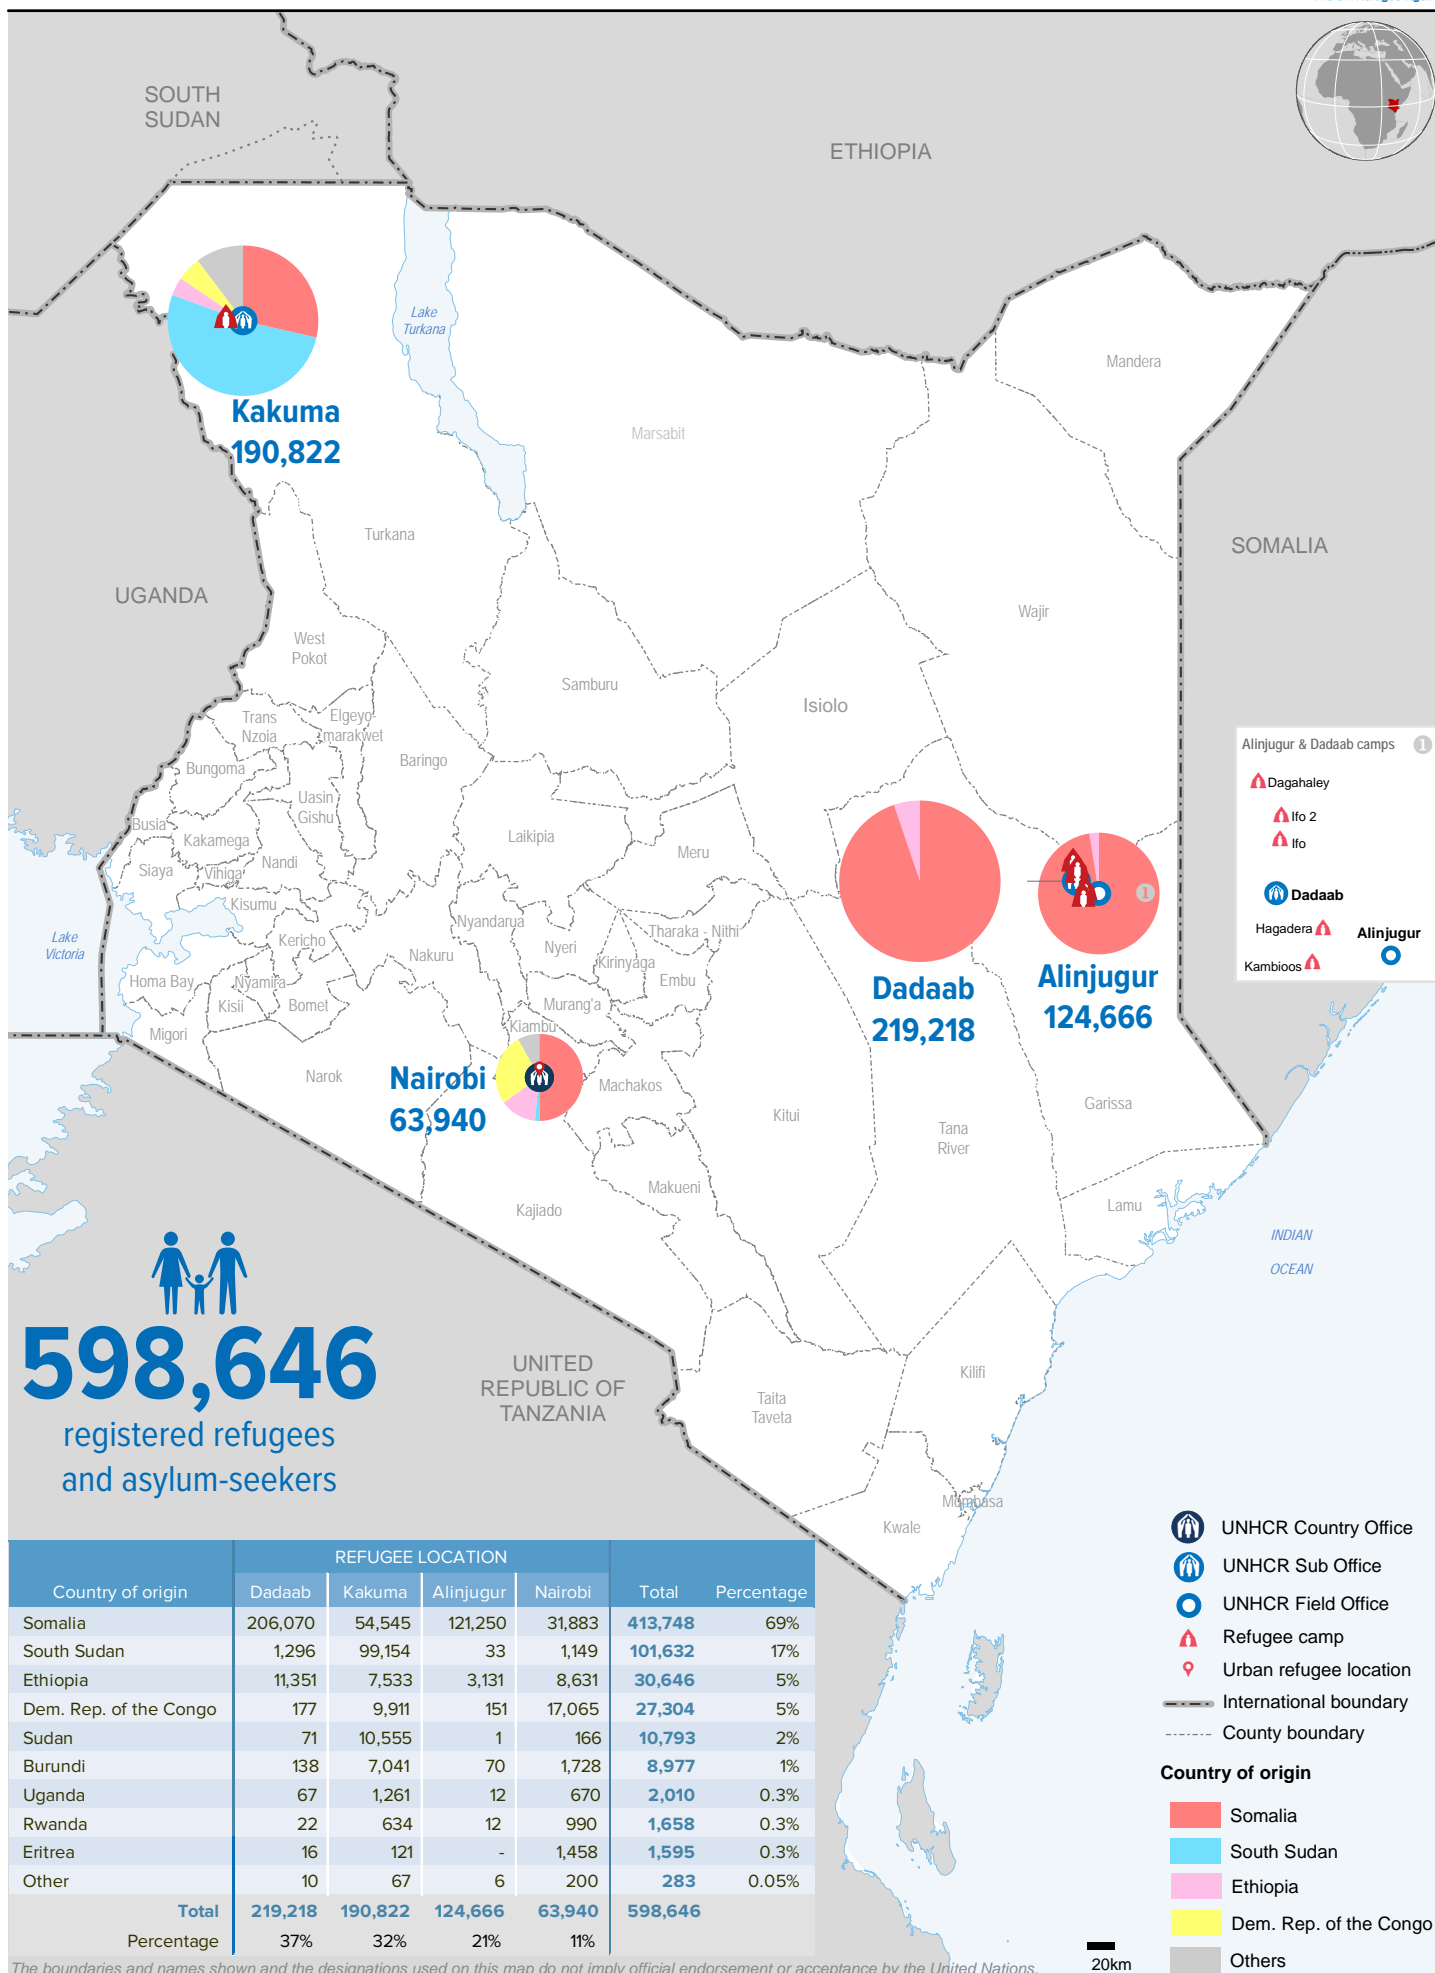 SOUTH
SUDAN
ETHIOPIA
Lake
Turkana
Mandera
Kakuma
190,822
Marsabit
Turkana
SOMALIA
UGANDA
Wajir
West
Pokot
Samburu
Isiolo
Trans
Nzoia
Elgeyo-
marakwet
Baringo
Bungoma
Uasin
Gishu
Busia
Kakamega
Laikipia
Siaya
Vihiga
Nandi
Meru
Kisumu
Nyandarua
Tharaka - Nithi
Lake
Victoria
Kericho
Nakuru
Nyeri
Kirinyaga
Embu
Homa Bay
Nyamira
Kisii
Bomet
Murang'a
Migori
Kiambu
Narok
Nairobi
63,940
Machakos
Kitui
Dadaab
219,218
Alinjugur
124,666
1
Garissa
Tana
River
Makueni
Kajiado
Lamu
INDIAN
OCEAN
Alinjugur & Dadaab camps 1
Dagahaley
Ifo 2
Ifo
Dadaab
Hagadera
Alinjugur
Kambioos
598,646
registered refugees
and asylum-seekers
UNITED
REPUBLIC OF
TANZANIA
Kilifi
Taita
Taveta
Mombasa
Kwale
REFUGEE LOCATION
Country of origin Dadaab Kakuma Alinjugur Nairobi Total Percentage
Somalia 206,070 54,545 121,250 31,883 413,748 69%
South Sudan 1,296 99,154 33 1,149 101,632 17%
Ethiopia 11,351 7,533 3,131 8,631 30,646 5%
Dem. Rep. of the Congo 177 9,911 151 17,065 27,304 5%
Sudan 71 10,555 1 166 10,793 2%
Burundi 138 7,041 70 1,728 8,977 1%
Uganda 67 1,261 12 670 2,010 0.3%
Rwanda 22 634 12 990 1,658 0.3%
Eritrea 16 121 - 1,458 1,595 0.3%
Other 10 67 6 200 283 0.05%
Total 219,218 190,822 124,666 63,940 598,646
Percentage 37% 32% 21% 11%
The boundaries and names shown and the designations used on this map do not imply official endorsement or acceptance by the United Nations.
UNHCR Country Office
UNHCR Sub Office
UNHCR Field Office
Refugee camp
Urban refugee location
International boundary
County boundary
Country of origin
Somalia
South Sudan
Ethiopia
Dem. Rep. of the Congo
Others
20km